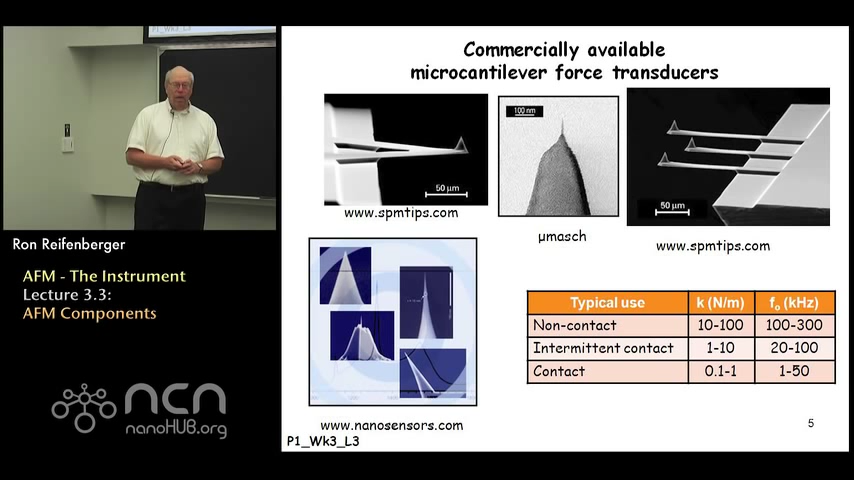 P1_Wk3_L3
Commercially available
microcantilever force transducers
50 µm
100 nm
50 µm
www.spmtips.com
µmasch
www.spmtips.com
Ron Reifenberger
AFM - The Instrument
Lecture 3.3:
AFM Components
Typical use k (N/m) fo (kHz)
Non-contact 10-100 100-300
Intermittent contact 1-10 20-100
Contact 0.1-1 1-50
ncn
nanoHUB.org
www.nanosensors.com
5
P1_Wk3_L3